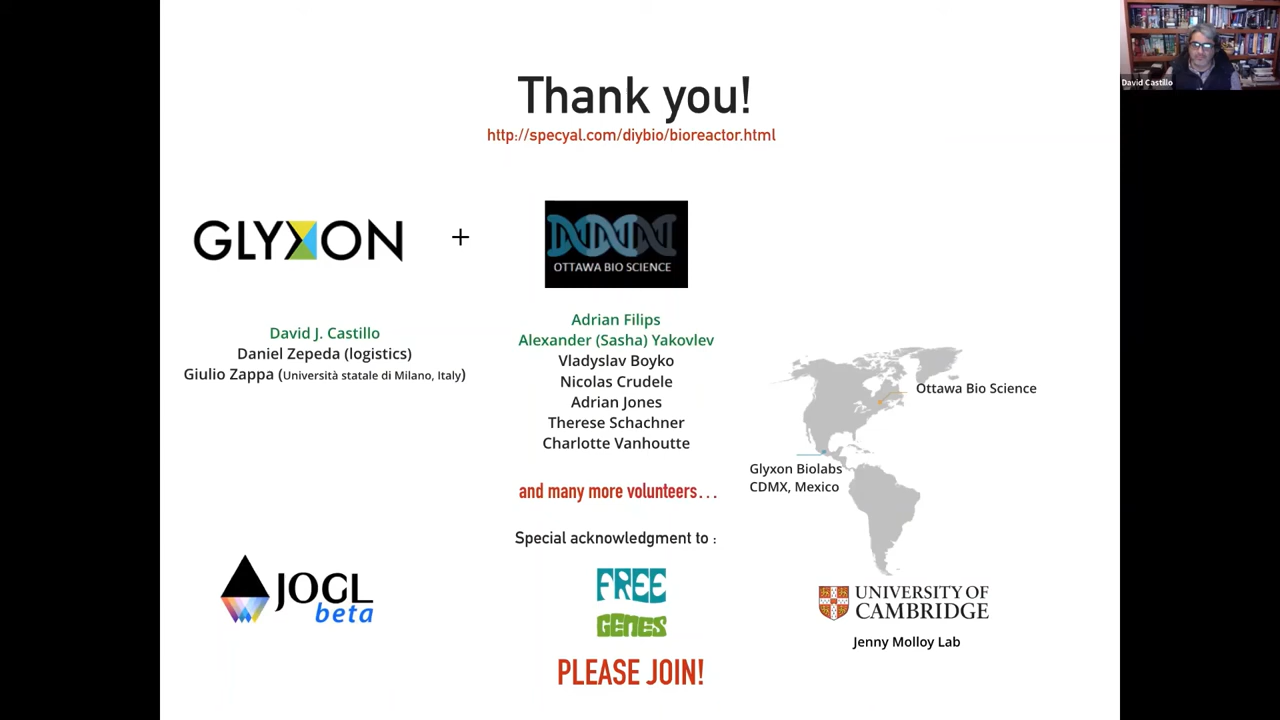 David Castillo
Thank you!
http://specyal.com/diybio/bioreactor.html
GLYXON
+
OTTAWA BIO SCIENCE
David J. Castillo
Daniel Zepeda (logistics)
Giulio Zappa (Università statale di Milano, Italy)
Adrian Filips
Alexander (Sasha) Yakovlev
Vladyslav Boyko
Nicolas Crudele
Adrian Jones
Therese Schachner
Charlotte Vanhoutte
and many more volunteers...
Ottawa Bio Science
Glyxon Biolabs
CDMX, Mexico
Special acknowledgment to :
JOGL
beta
FREE
GENES
UNIVERSITY OF
CAMBRIDGE
Jenny Molloy Lab
PLEASE JOIN!